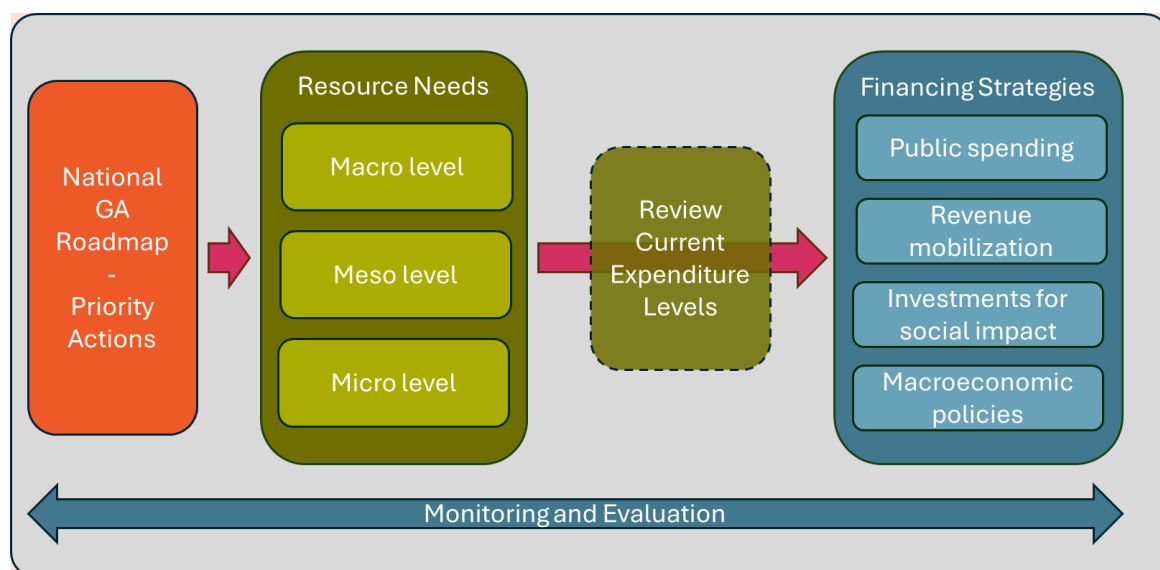 National
GA
Roadmap
-
Priority
Actions
Resource Needs
Macro level
Meso level
Micro level
Review
Current
Expenditure
Levels
Financing Strategies
Public spending
Revenue
mobilization
Investments for
social impact
Macroeconomic
policies
Monitoring and Evaluation